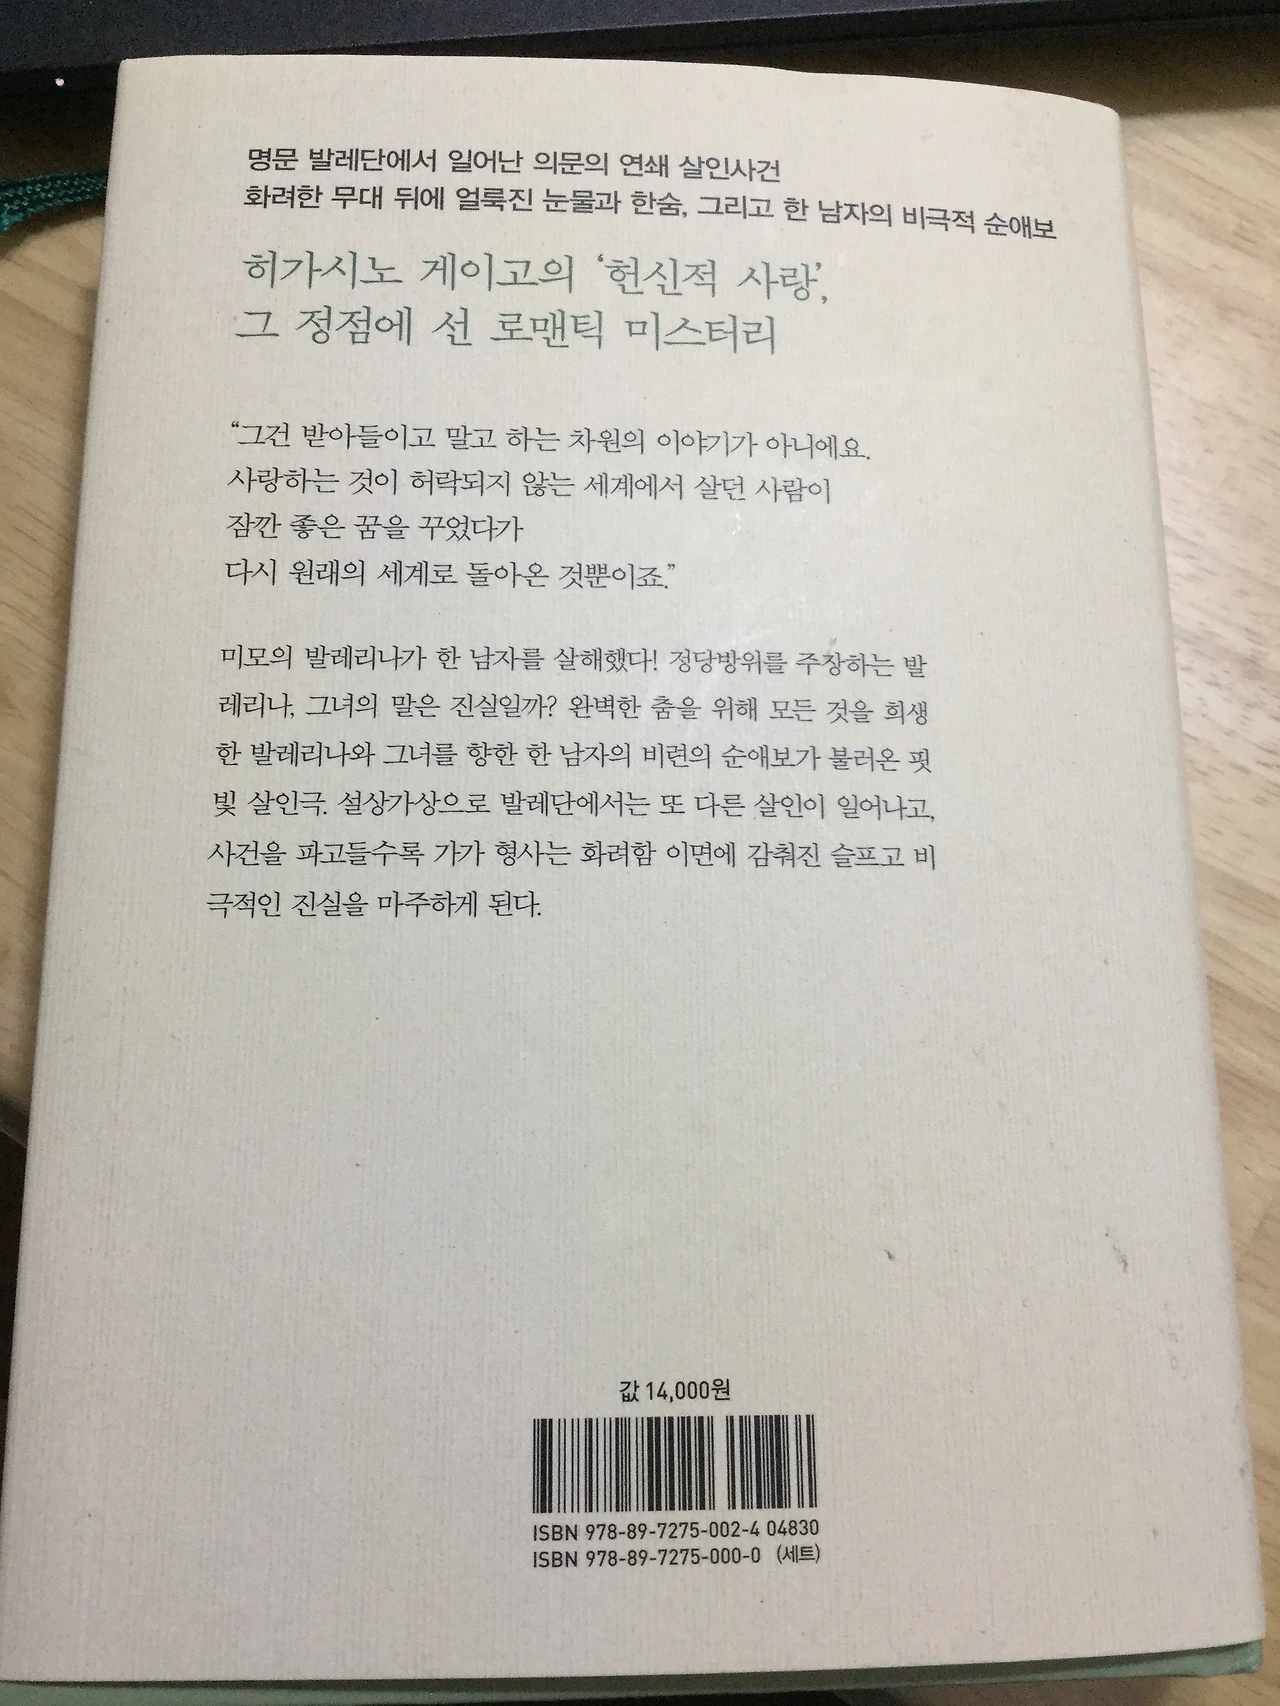 명문 발레단에서 일어난 의문의 연쇄 살인사건
화려한 무대 뒤에 얼룩진 눈물과 한숨, 그리고 한 남자의 비극적 순애보
히가시노 게이고의 ‘헌신적 사랑’,
그 정점에 선 로맨틱 미스터리
“그건 받아들이고 말고 하는 차원의 이야기가 아니에요.
사랑하는 것이 허락되지 않는 세계에서 살던 사람이
잠깐 좋은 꿈을 꾸었다가
다시 원래의 세계로 돌아온 것뿐이죠.”
미모의 발레리나가 한 남자를 살해했다! 정당방위를 주장하는 발
레리나, 그녀의 말은 진실일까? 완벽한 춤을 위해 모든 것을 희생
한 발레리나와 그녀를 향한 한 남자의 비련의 순애보가 불러온 핏
빛 살인극. 설상가상으로 발레단에서는 또 다른 살인이 일어나고,
사건을 파고들수록 가가 형사는 화려함 이면에 감춰진 슬프고 비
극적인 진실을 마주하게 된다.
값 14,000원
ISBN 978-89-7275-002-4 04830
ISBN 978-89-7275-000-0 (세트)